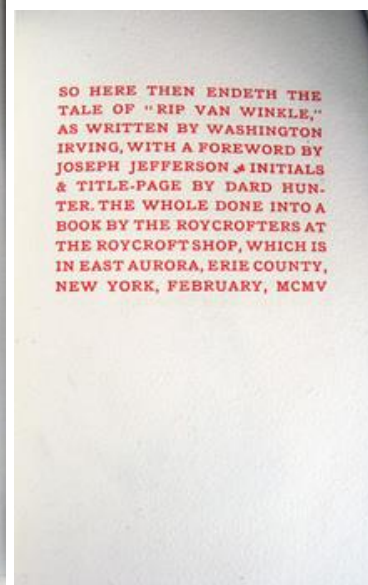 SO HERE THEN ENDETH THE
TALE OF "RIP VAN WINKLE,"
AS WRITTEN BY WASHINGTON
IRVING, WITH A FOREWORD BY
JOSEPH JEFFERSON INITIALS
& TITLE-PAGE BY DARD HUN-
TER. THE WHOLE DONE INTO A
BOOK BY THE ROYCROFTERS AT
THE ROYCROFT SHOP, WHICH IS
IN EAST AURORA, ERIE COUNTY,
NEW YORK, FEBRUARY, MCMV